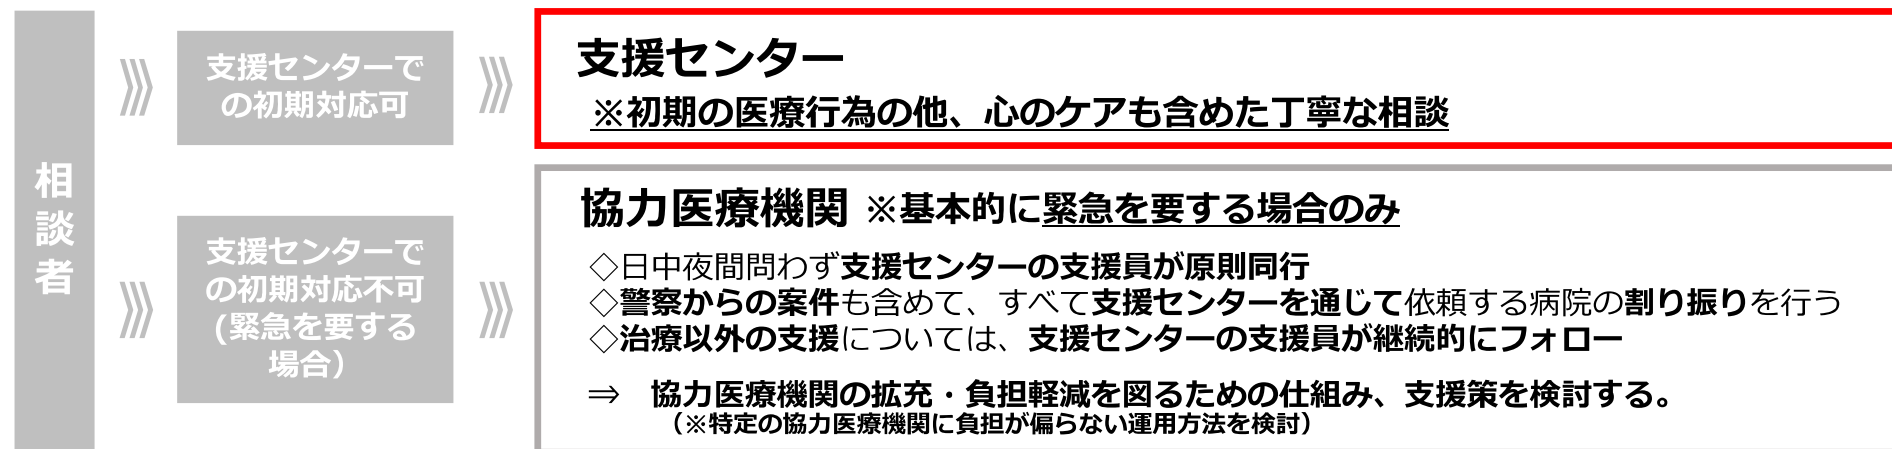 相談者
支援センターで
の初期対応可
支援センター
※初期の医療行為の他、心のケアも含めた丁寧な相談
支援センターで
の初期対応不可
(緊急を要する
場合)
協力医療機関 ※基本的に緊急を要する場合のみ
◇日中夜間問わず支援センターの支援員が原則同行
◇警察からの案件も含めて、すべて支援センターを通じて依頼する病院の割り振りを行う
◇治療以外の支援については、支援センターの支援員が継続的にフォロー
⇒ 協力医療機関の拡充・負担軽減を図るための仕組み、支援策を検討する。
（※特定の協力医療機関に負担が偏らない運用方法を検討）